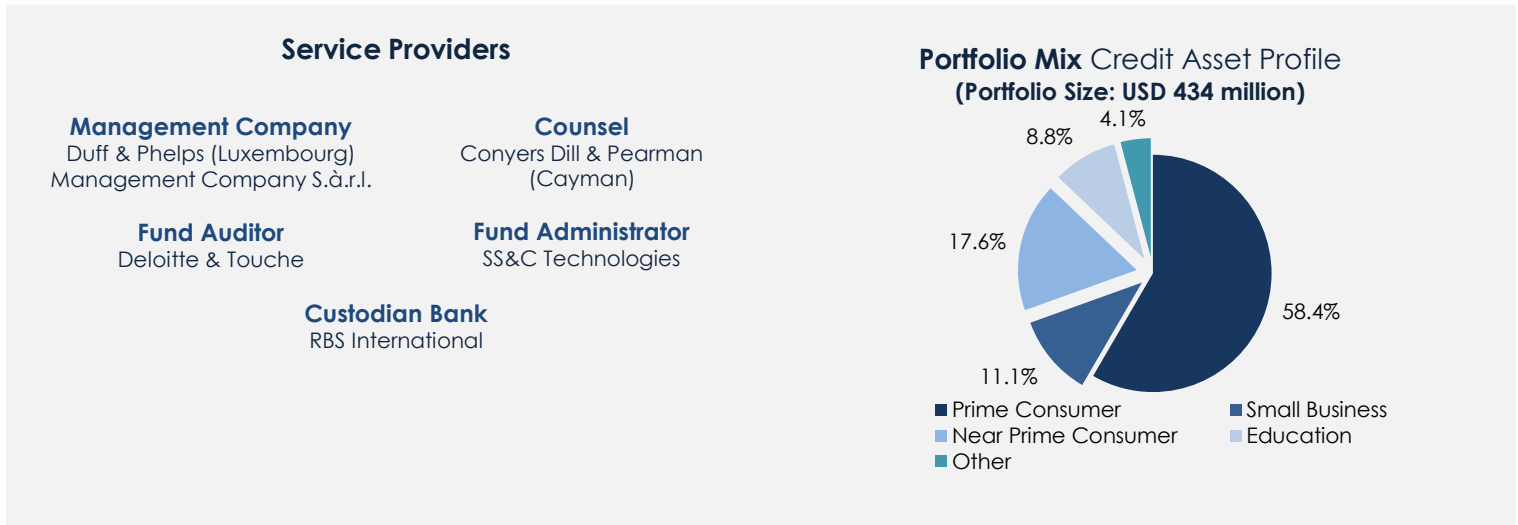 Service Providers
Management Company
Duff & Phelps (Luxembourg)
Management Company S.à.r.l.
Counsel
Conyers Dill & Pearman
(Cayman)
Fund Auditor
Deloitte & Touche
Fund Administrator
SS&C Technologies
Custodian Bank
RBS International
Portfolio Mix Credit Asset Profile
(Portfolio Size: USD 434 million)
4.1%
8.8%
17.6%
58.4%
11.1%
Prime Consumer
Small Business
Near Prime Consumer
Education
Other